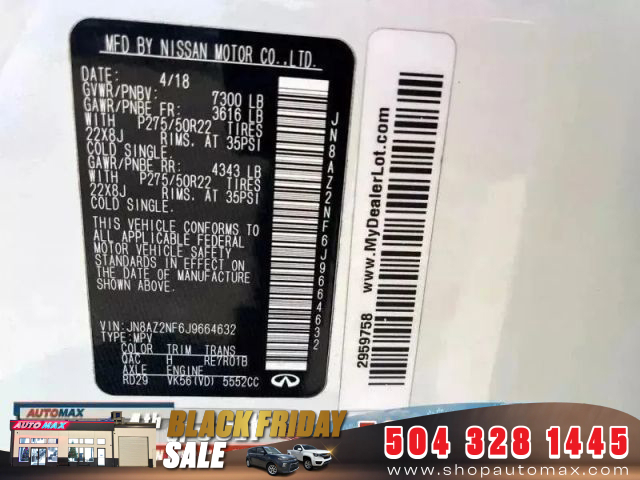 MFD BY NISSAN MOTOR CO.,LTD.
DATE: 4/18
GVWR/PNBV: 7300 LB
GAWR/PNBE FR: 3616 LB
WITH P275/50R22 TIRES
22X8J RIMS. AT 35PSI
COLD SINGLE.
GAWR/PNBE RR: 4343 LB
WITH P275/50R22 TIRES
22X8J RIMS. AT 35PSI
COLD SINGLE.
THIS VEHICLE CONFORMS TO
ALL APPLICABLE FEDERAL
MOTOR VEHICLE SAFETY
STANDARDS IN EFFECT ON
THE DATE OF MANUFACTURE
SHOWN ABOVE.
VIN: JN8AZ2NF6J9664632
TYPE: MPV
COLOR TRIM TRANS
QAC H RE7R01B
AXLE ENGINE
RD29 VK56(VD) 5552CC
INFINITI
JN8AZ2NF6J9664632
www.MyDealerLot.com
2959758
AUTOMAX
AUTOMAX
BLACK FRIDAY
SALE
504 328 1445
www.shopautomax.com